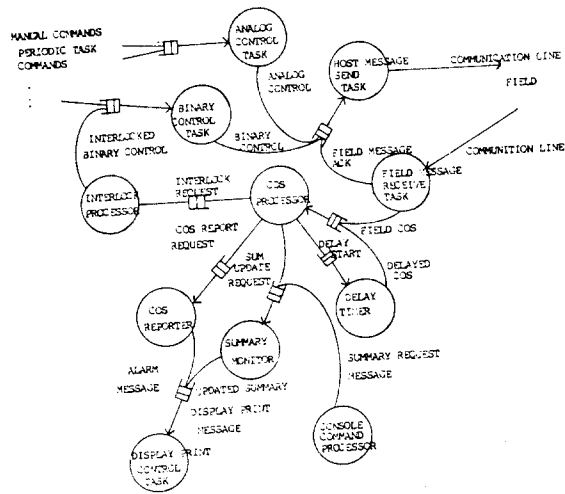 MANUAL COMMANDS
PERIODIC TASK
COMMANDS
ANALOG
CONTROL
TASK
HOST MESSAGE
SEND
TASK
COMMUNICATION LINE
FIELD
ANALOG
CONTROL
BINARY
CONTROL
TASK
INTERLOCKED
BINARY CONTROL
BINARY
CONTROL
FIELD MESSAGE
ACK
COMMUNITION LINE
FIELD MESSAGE
RECEIVE
TASK
INTERLOCK
PROCESSOR
INTERLOCK
REQUEST
COS
PROCESSOR
FIELD COS
COS REPORT
REQUEST
SUM
UPDATE
REQUEST
DELAY
START
DELAYED
COS
COS
REPORTER
DELAY
TIMER
SUMMARY
MONITOR
ALARM
MESSAGE
UPDATED SUMMARY
DISPLAY PRINT
MESSAGE
SUMMARY REQUEST
MESSAGE
CONSOLE
COMMAND
PROCESSOR
DISPLAY PRINT
CONTROL
TASK